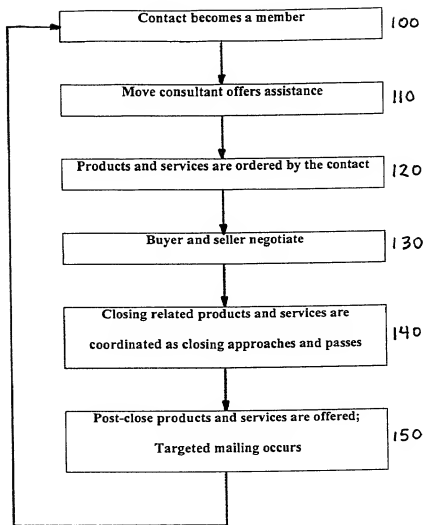 Contact becomes a member
100
Move consultant offers assistance
110
Products and services are ordered by the contact
120
Buyer and seller negotiate
130
Closing related products and services are
coordinated as closing approaches and passes
140
Post-close products and services are offered;
Targeted mailing occurs
150